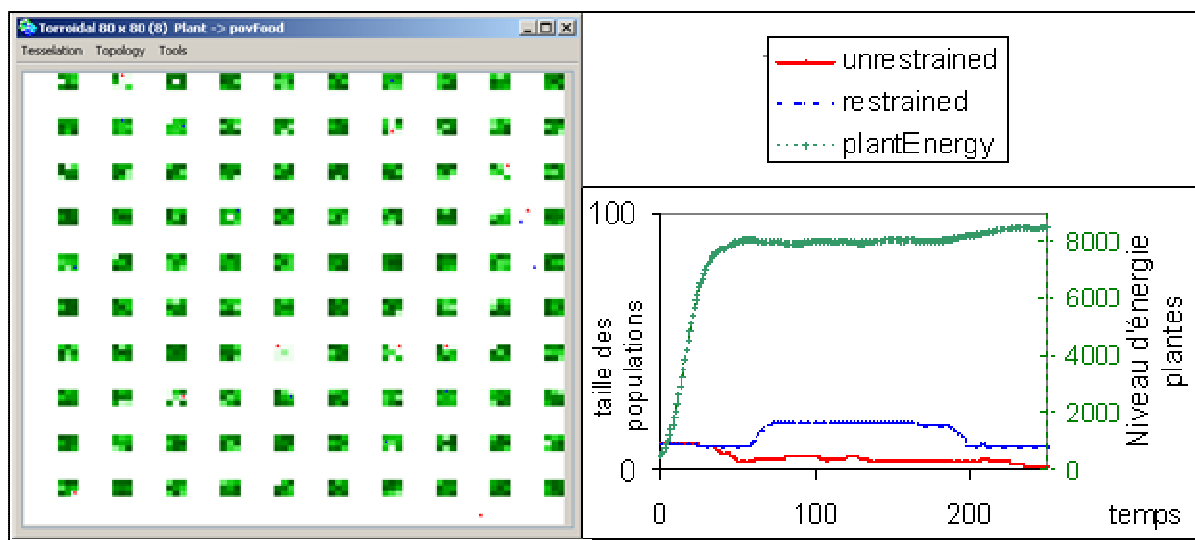 Torroidal 80 x 80 (8) Plant -> povFood
Tesselation Topology Tools
unrestrained
restrained
plantEnergy
100
0
taille des
populations
8000
6000
4000
2000
0
Niveau d'énergie
plantes
0 100 200 temps